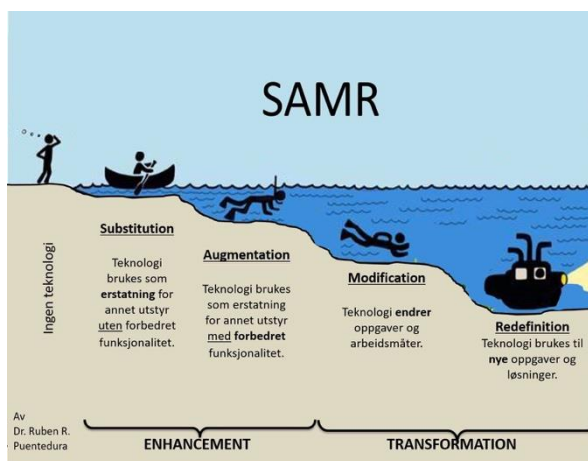 SAMR
Ingen teknologi
Substitution
Teknologi
brukes som
erstatning for
annet utstyr
uten forbedret
funksjonalitet.
Augmentation
Teknologi brukes
som erstatning
for annet utstyr
med forbedret
funksjonalitet.
Modification
Teknologi endrer
oppgaver og
arbeidsmåter.
Redefinition
Teknologi brukes til
nye oppgaver og
løsninger.
Av
Dr. Ruben R.
Puentedura
ENHANCEMENT
TRANSFORMATION